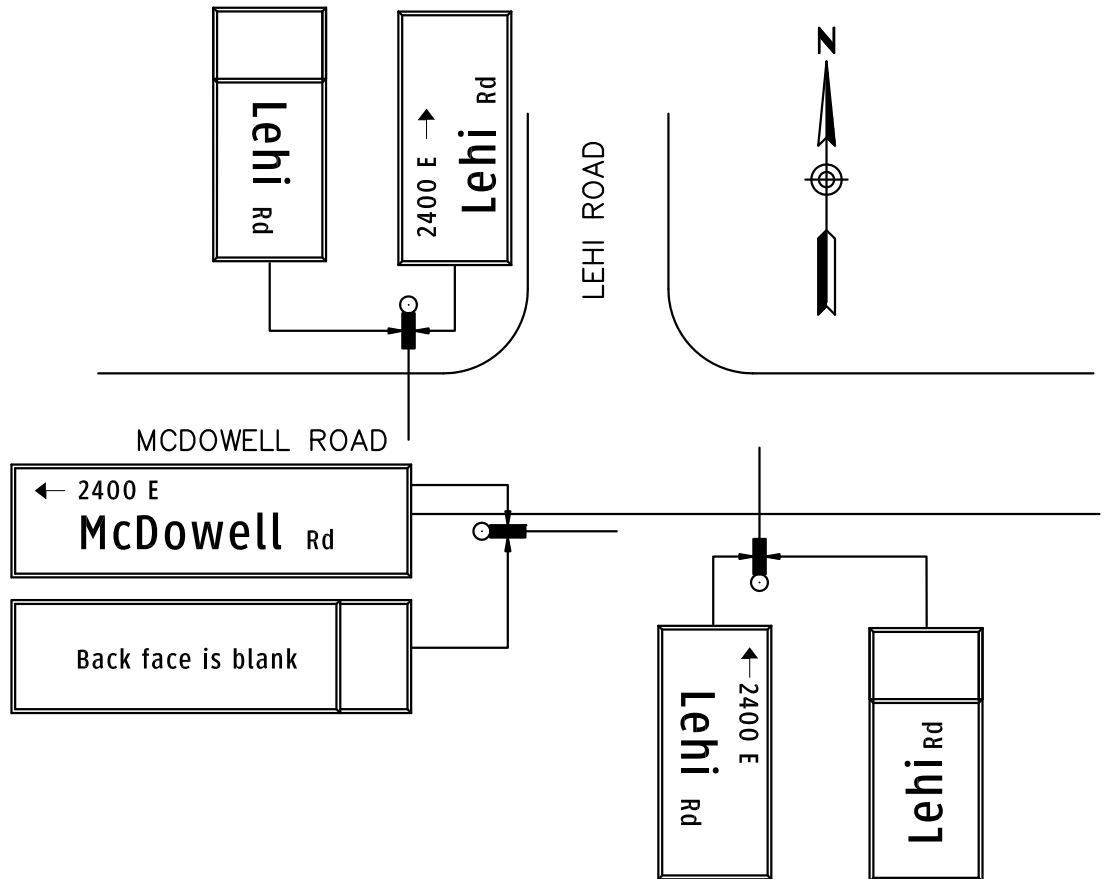 Lehi Rd
2400 E →
Lehi Rd
LEHI ROAD
N
MCDOWELL ROAD
← 2400 E
McDowell Rd
Back face is blank
← 2400 E
Lehi Rd
Lehi Rd